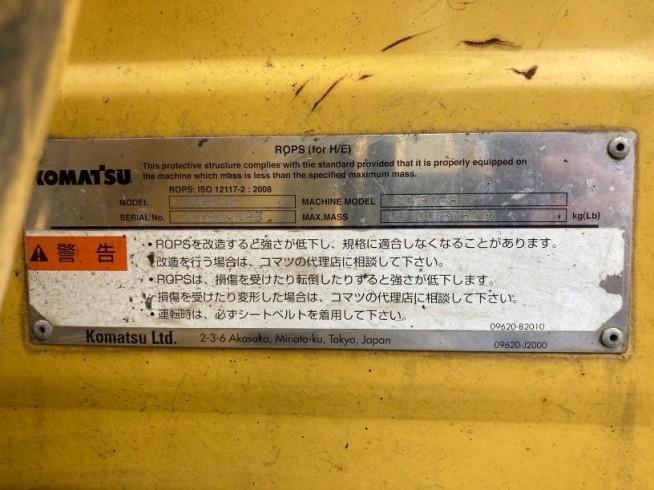 ROPS (for H/E)
KOMATSU
This protective structure complies with the standard provided that it is properly equipped on
the machine which mass is less than the specified maximum mass.
ROPS: ISO 12117-2 : 2008
MODEL
MACHINE MODEL
SERIAL No.
MAX.MASS
kg(Lb)
警告
・ROPSを改造すると強さが低下し、規格に適合しなくなることがあります。
改造を行う場合は、コマツの代理店に相談して下さい。
・ROPSは、損傷を受けたり転倒したりすると強さが低下します。
損傷を受けたり変形した場合は、コマツの代理店に相談して下さい。
・運転時は、必ずシートベルトを着用して下さい。
09620-B2010
Komatsu Ltd. 2-3-6 Akasaka, Minato-ku, Tokyo, Japan
09620-J2000